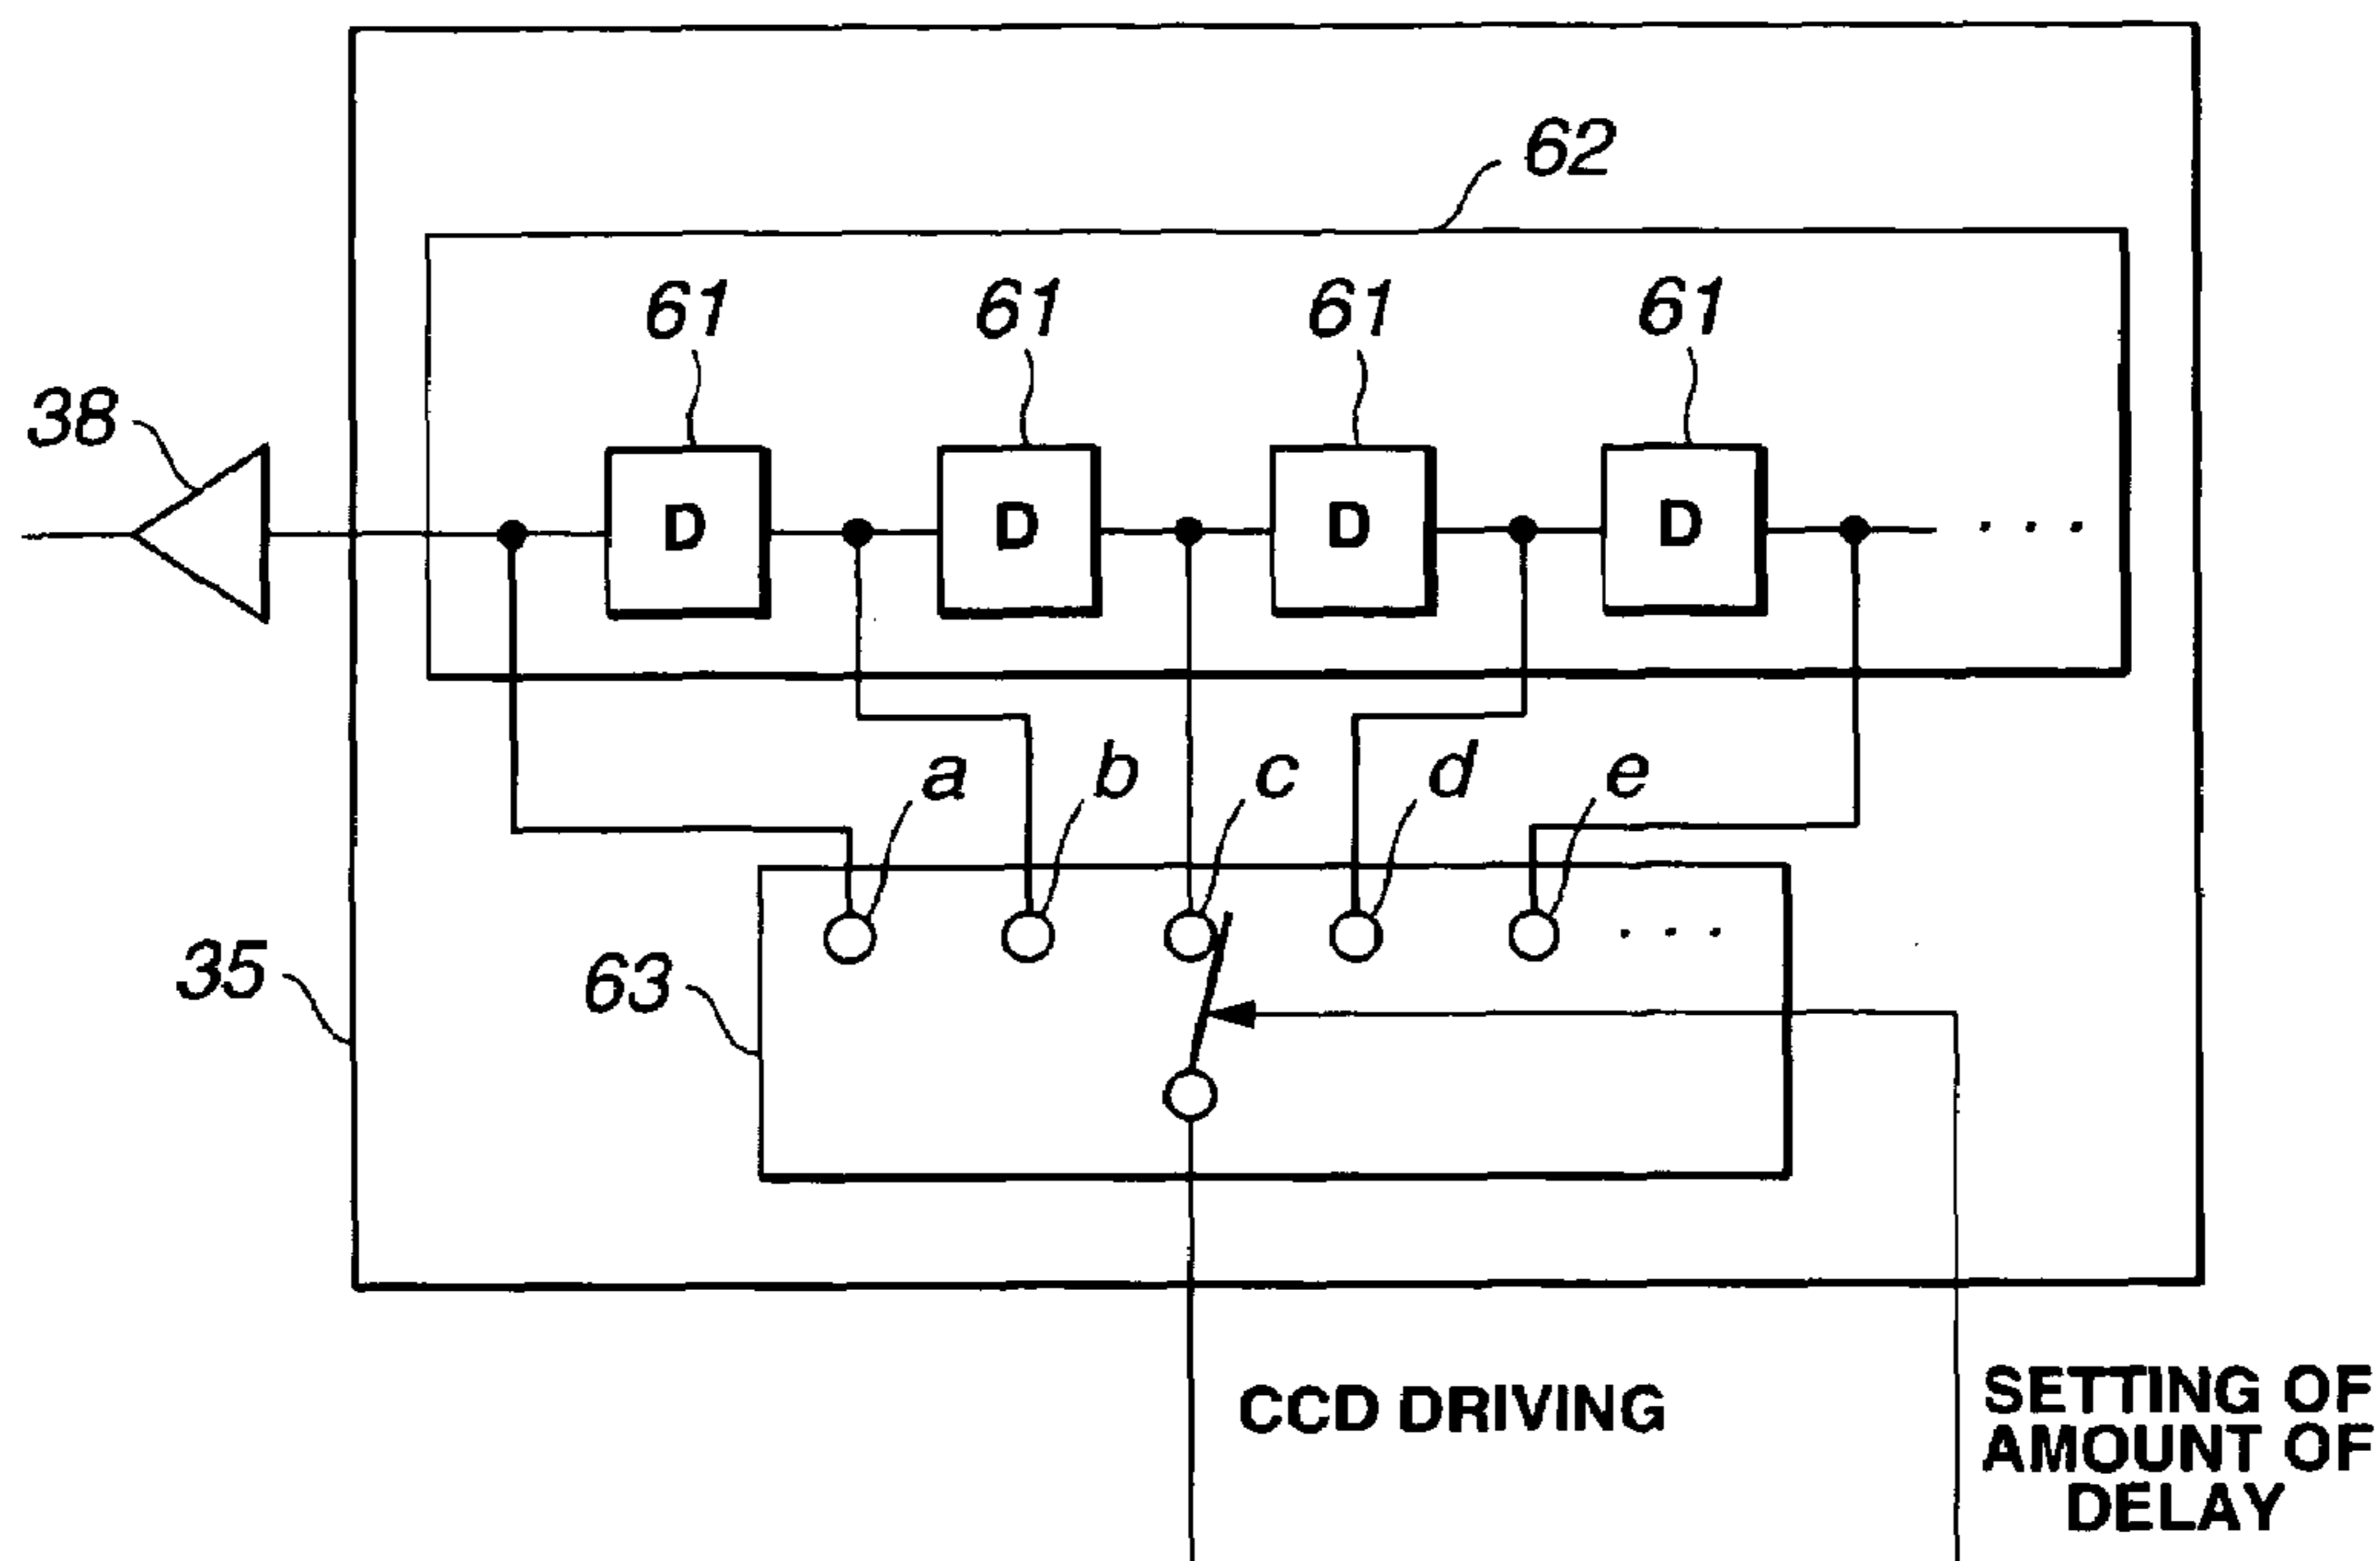 62
61 61 61 61
38
D D D D ...
a b c d e
...
35
63
CCD DRIVING
SETTING OF
AMOUNT OF
DELAY